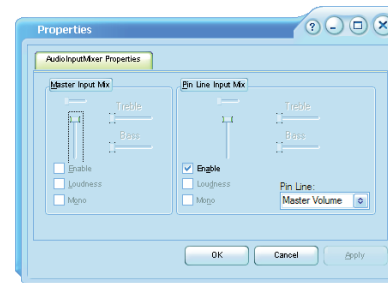 Properties
AudioInputMixer Properties
Master Input Mix
Treble
Bass
Enable
Loudness
Mono
Pin Line Input Mix
Treble
Bass
Enable
Loudness
Mono
Pin Line:
Master Volume
OK
Cancel
Apply